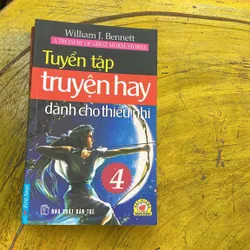 William J. Bennett
A TREASURY OF GREAT MORAL STORIES
Tuyển tập
truyện hay
dành cho thiếu nhi
4
NHÀ XUẤT BẢN TRẺ